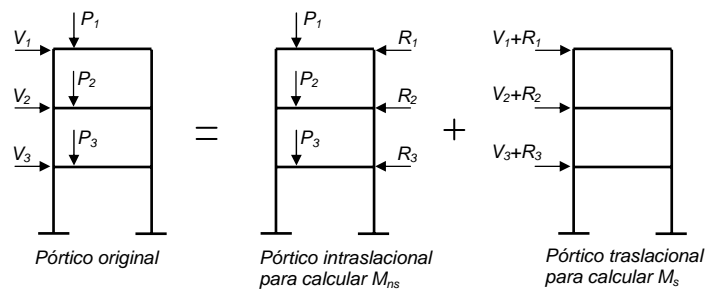 P1
P1
V1
R1
V1+R1
P2
P2
V2
R2
V2+R2
P3
P3
=
+
V3
R3
V3+R3
Pórtico original
Pórtico intraslacional
para calcular Mns
Pórtico traslacional
para calcular Ms